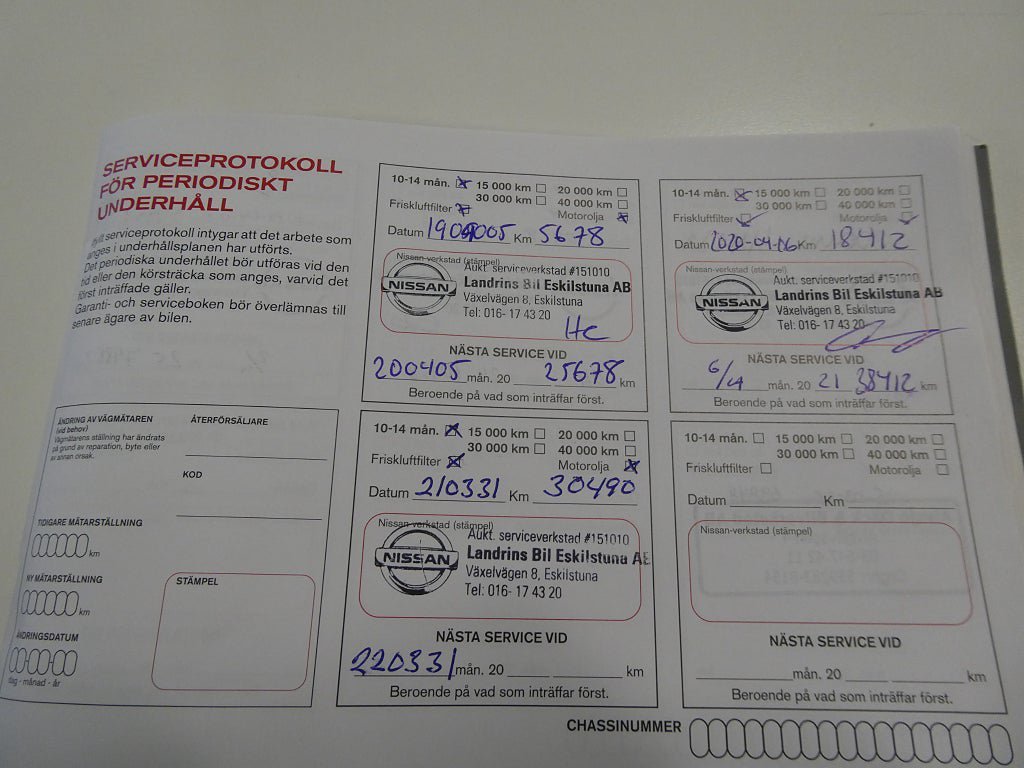 SERVICEPROTOKOLL
FÖR PERIODISKT
UNDERHÅLL
serviceprotokoll intygar att det arbete som
anges i underhållsplanen har utförts.
Det periodiska underhållet bör utföras vid den
tid eller den körsträcka som anges, varvid det
först inträffade gäller.
Garanti- och serviceboken bör överlämnas till
senare ägare av bilen.
ÄNDRING AV VÄGMÄTAREN
(vid behov)
Vägmätarens ställning har ändrats
på grund av reparation, byte eller
av annan orsak.
TIDIGARE MÄTARSTÄLLNING
km
NY MÄTARSTÄLLNING
km
ÄNDRINGSDATUM
dag - månad - år
ÅTERFÖRSÄLJARE
KOD
STÄMPEL
10-14 mån. 15 000 km 20 000 km
30 000 km 40 000 km
Friskluftfilter Motorolja
Datum Km 5678
Nissan-verkstad (stämpel)
NISSAN
Aukt. serviceverkstad #151010
Landrins Bil Eskilstuna AB
Växelvägen 8, Eskilstuna
Tel: 016- 17 43 20
HC
NÄSTA SERVICE VID
200405 mån. 20 25678 km
Beroende på vad som inträffar först.
10-14 mån. 15 000 km 20 000 km
30 000 km 40 000 km
Friskluftfilter Motorolja
Datum 2020-04-06 Km 18412
Nissan-verkstad (stämpel)
NISSAN
Aukt. serviceverkstad #151010
Landrins Bil Eskilstuna AB
Växelvägen 8, Eskilstuna
Tel: 016- 17 43 20
NÄSTA SERVICE VID
6/4 mån. 20 21 38412 km
Beroende på vad som inträffar först.
10-14 mån. 15 000 km 20 000 km
30 000 km 40 000 km
Friskluftfilter Motorolja
Datum 210331 Km 30490
Nissan-verkstad (stämpel)
NISSAN
Aukt. serviceverkstad #151010
Landrins Bil Eskilstuna AB
Växelvägen 8, Eskilstuna
Tel: 016- 17 43 20
NÄSTA SERVICE VID
220331 mån. 20 km
Beroende på vad som inträffar först.
10-14 mån. 15 000 km 20 000 km
30 000 km 40 000 km
Friskluftfilter Motorolja
Datum Km
Nissan-verkstad (stämpel)
NÄSTA SERVICE VID
mån. 20 km
Beroende på vad som inträffar först.
CHASSINUMMER